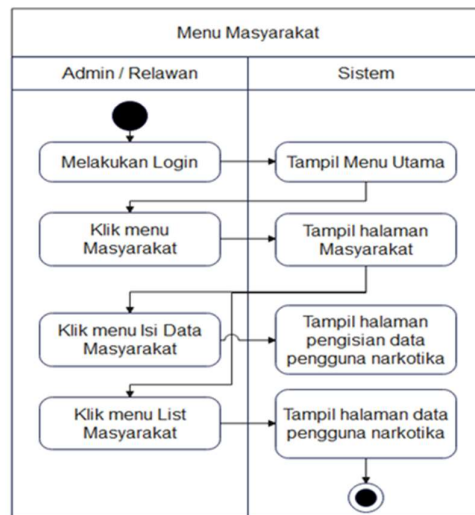 Menu Masyarakat
Admin / Relawan
Sistem
Melakukan Login
Tampil Menu Utama
Klik menu
Masyarakat
Tampil halaman
Masyarakat
Klik menu Isi Data
Masyarakat
Tampil halaman
pengisian data
pengguna narkotika
Klik menu List
Masyarakat
Tampil halaman data
pengguna narkotika